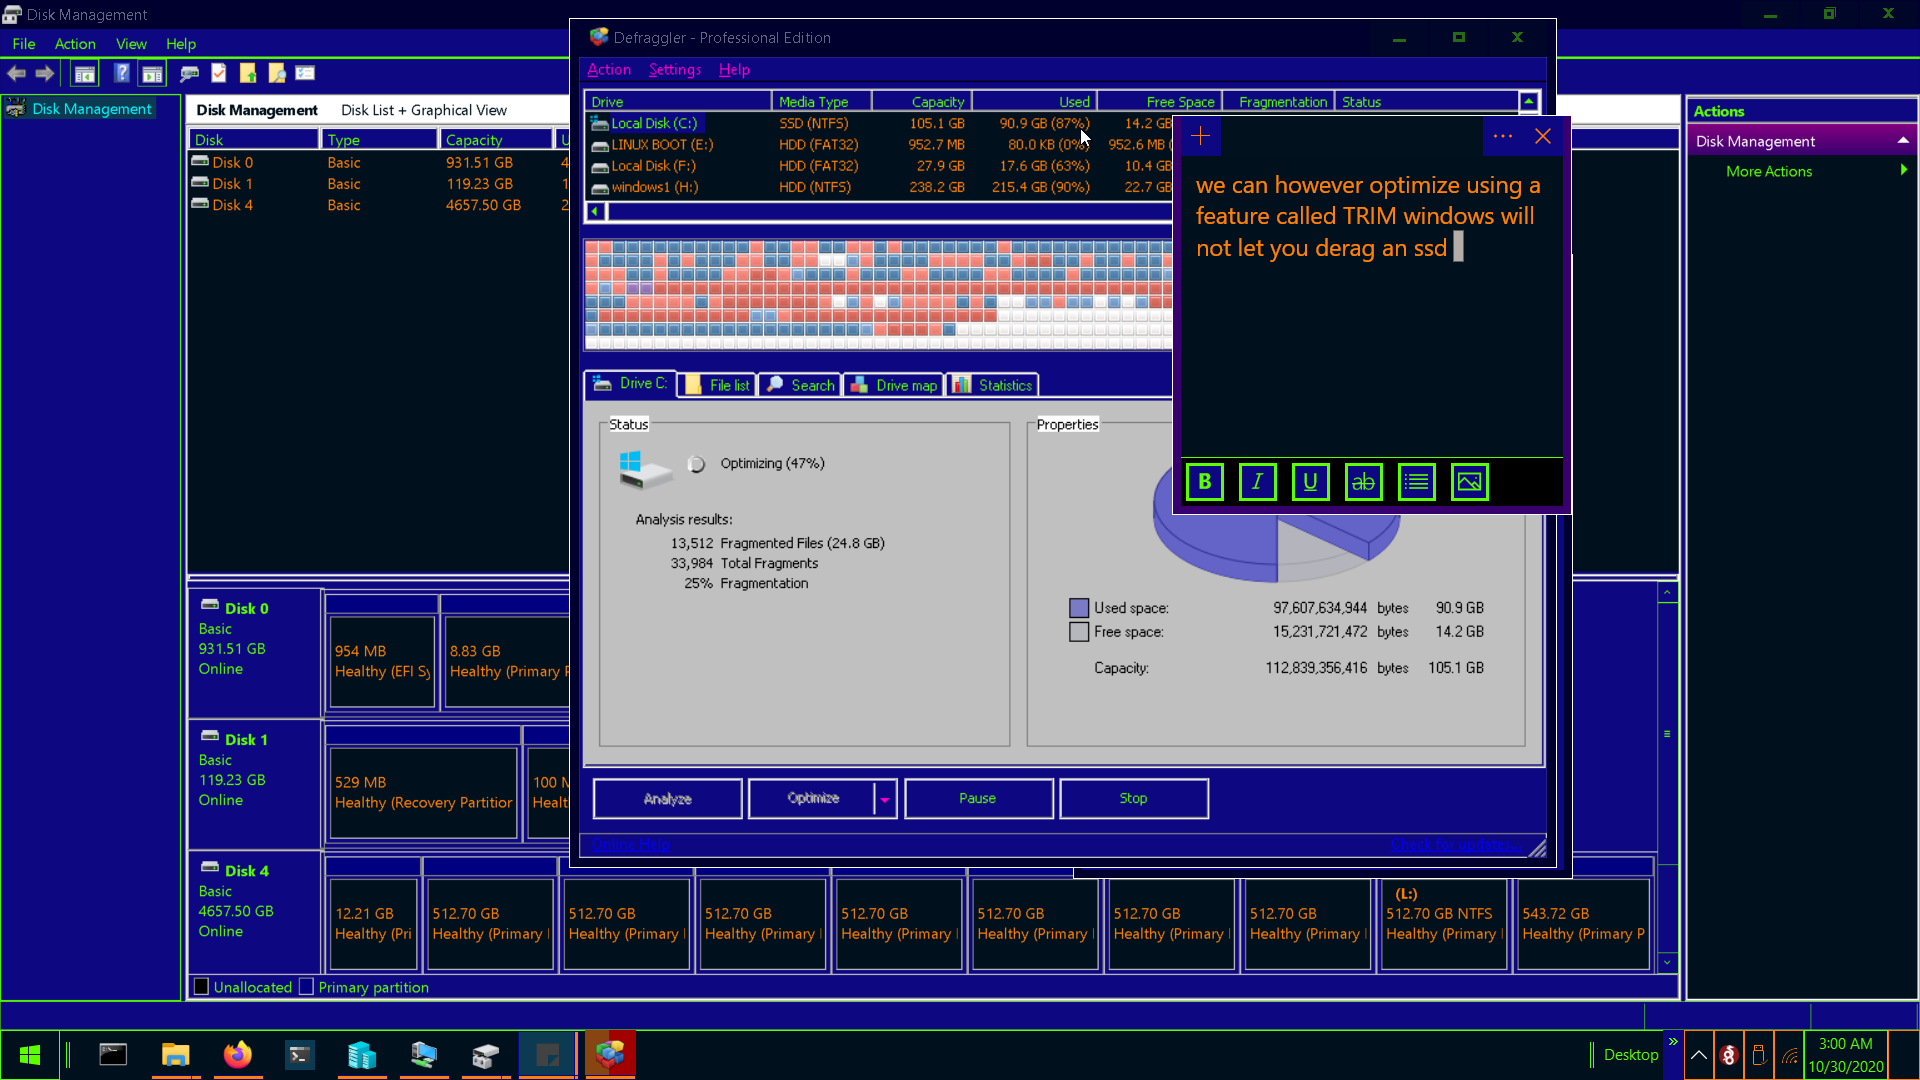 Disk Management
File Action View Help
Disk Management
Disk Management Disk List + Graphical View
Disk Type Capacity U
Disk 0 Basic 931.51 GB 4
Disk 1 Basic 119.23 GB 1
Disk 4 Basic 4657.50 GB 2
Defraggler - Professional Edition
Action Settings Help
Drive Media Type Capacity Used Free Space Fragmentation Status
Local Disk (C:) SSD (NTFS) 105.1 GB 90.9 GB (87%) 14.2 GB
LINUX BOOT (E:) HDD (FAT32) 952.7 MB 80.0 KB (0%) 952.6 MB (
Local Disk (F:) HDD (FAT32) 27.9 GB 17.6 GB (63%) 10.4 GB
windows1 (H:) HDD (NTFS) 238.2 GB 215.4 GB (90%) 22.7 GB
we can however optimize using a
feature called TRIM windows will
not let you derag an ssd
B I U ab
Actions
Disk Management
More Actions
Drive C: File list Search Drive map Statistics
Status
Optimizing (47%)
Analysis results:
13,512 Fragmented Files (24.8 GB)
33,984 Total Fragments
25% Fragmentation
Properties
Used space: 97,607,634,944 bytes 90.9 GB
Free space: 15,231,721,472 bytes 14.2 GB
Capacity: 112,839,356,416 bytes 105.1 GB
Analyze Optimize Pause Stop
Online Help Check for updates...
Disk 0
Basic
931.51 GB
Online
954 MB
Healthy (EFI Sy
8.83 GB
Healthy (Primary P
Disk 1
Basic
119.23 GB
Online
529 MB
Healthy (Recovery Partition
100 M
Healt
Disk 4
Basic
4657.50 GB
Online
12.21 GB
Healthy (Pri
512.70 GB
Healthy (Primary
512.70 GB
Healthy (Primary
512.70 GB
Healthy (Primary
512.70 GB
Healthy (Primary
512.70 GB
Healthy (Primary
512.70 GB
Healthy (Primary
512.70 GB
Healthy (Primary
(L:)
512.70 GB NTFS
Healthy (Primary
543.72 GB
Healthy (Primary P
Unallocated Primary partition
Desktop
3:00 AM
10/30/2020